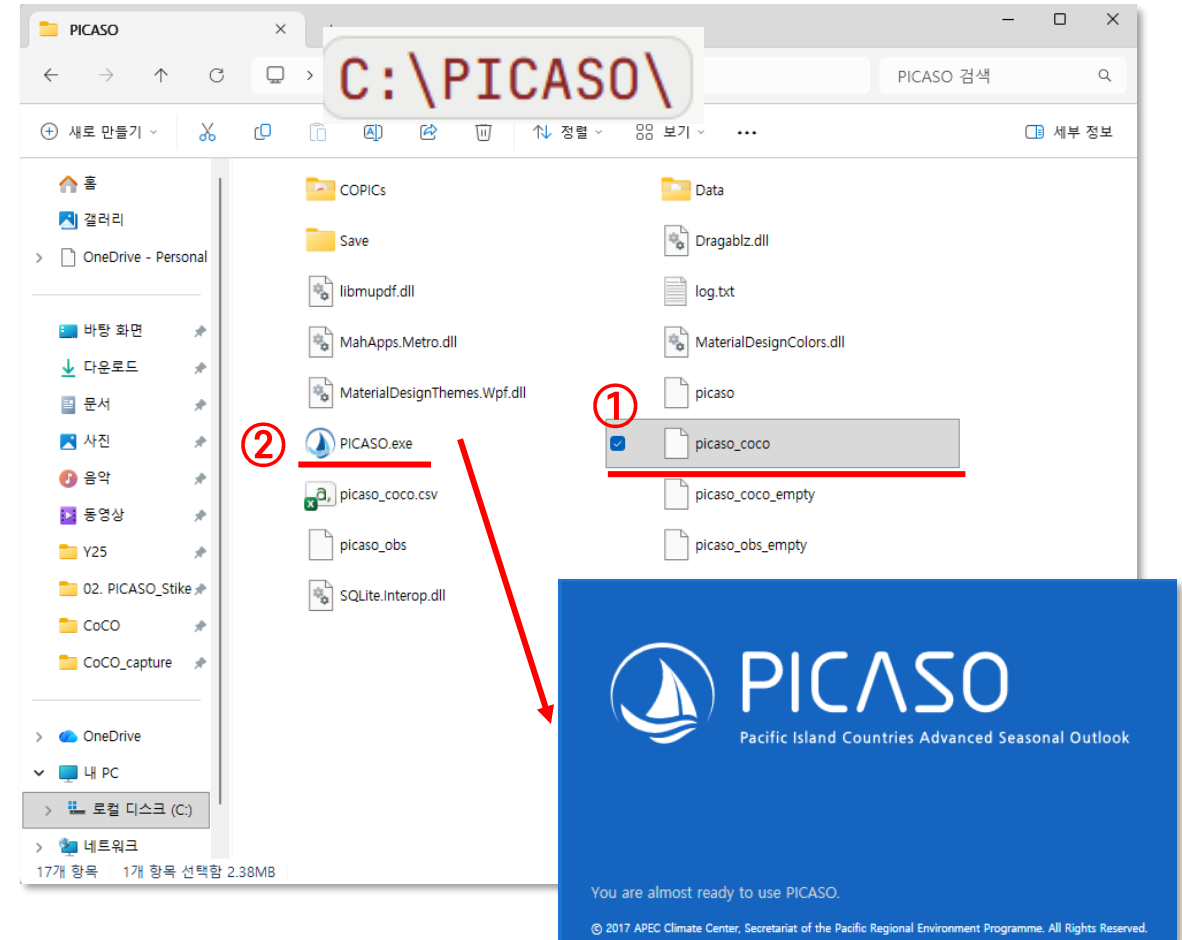 PICASO
C:\PICASO\
PICASO 검색
새로 만들기
정렬
보기
세부 정보
홈
갤러리
OneDrive - Personal
바탕 화면
다운로드
문서
사진
음악
동영상
Y25
02. PICASO_Stike
CoCO
CoCO_capture
OneDrive
내 PC
로컬 디스크 (C:)
네트워크
COPICs
Data
Save
Dragablz.dll
libmupdf.dll
log.txt
MahApps.Metro.dll
MaterialDesignColors.dll
MaterialDesignThemes.Wpf.dll
picaso
①
② PICASO.exe
picaso_coco
picaso_coco.csv
picaso_coco_empty
picaso_obs
picaso_obs_empty
SQLite.Interop.dll
17개 항목
1개 항목 선택함 2.38MB
PICASO
Pacific Island Countries Advanced Seasonal Outlook
You are almost ready to use PICASO.
© 2017 APEC Climate Center, Secretariat of the Pacific Regional Environment Programme. All Rights Reserved.